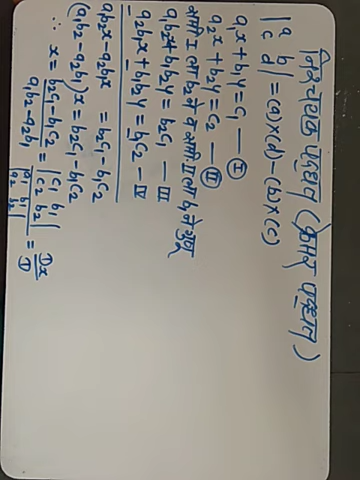 निश्चयक पद्धत (क्रेमर पद्धत)
|a b|
|c d| = (a)x(d)-(b)x(c)
a₁x+b₁y=c₁ — Ⅰ
a₂x+b₂y=c₂ — Ⅱ
समी I ला b₂ ने व समी II ला b₁ ने गुणू
a₁b₂x+b₁b₂y = b₂c₁ — III
a₂b₁x+b₁b₂y = b₁c₂ — IV
a₁b₂x-a₂b₁x = b₂c₁-b₁c₂
(a₁b₂-a₂b₁)x = b₂c₁-b₁c₂
∴ x = b₂c₁-b₁c₂ / a₁b₂-a₂b₁ = |c₁ b₁| |c₂ b₂| / |a₁ b₁| |a₂ b₂| = Dx / D